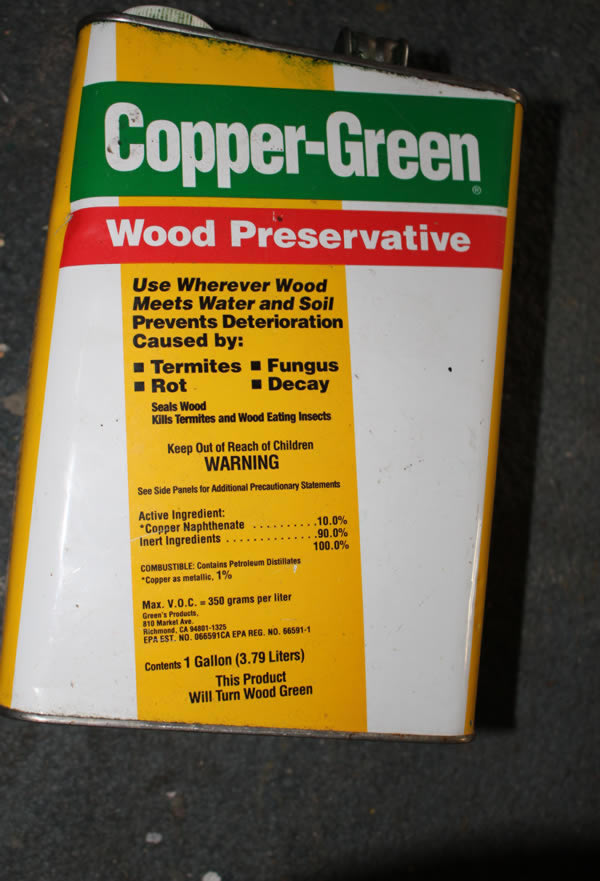 Copper-Green®
Wood Preservative
Use Wherever Wood
Meets Water and Soil
Prevents Deterioration
Caused by:
■ Termites ■ Fungus
■ Rot ■ Decay
Seals Wood
Kills Termites and Wood Eating Insects
Keep Out of Reach of Children
WARNING
See Side Panels for Additional Precautionary Statements
Active Ingredient:
*Copper Naphthenate . . . . . . . . . . 10.0%
Inert Ingredients . . . . . . . . . . . . . . 90.0%
100.0%
COMBUSTIBLE: Contains Petroleum Distillates
*Copper as metallic, 1%
Max. V.O.C. = 350 grams per liter
Green's Products,
810 Market Ave.
Richmond, CA 94801-1325
EPA EST. NO. 066591CA EPA REG. NO. 66591-1
Contents 1 Gallon (3.79 Liters)
This Product
Will Turn Wood Green